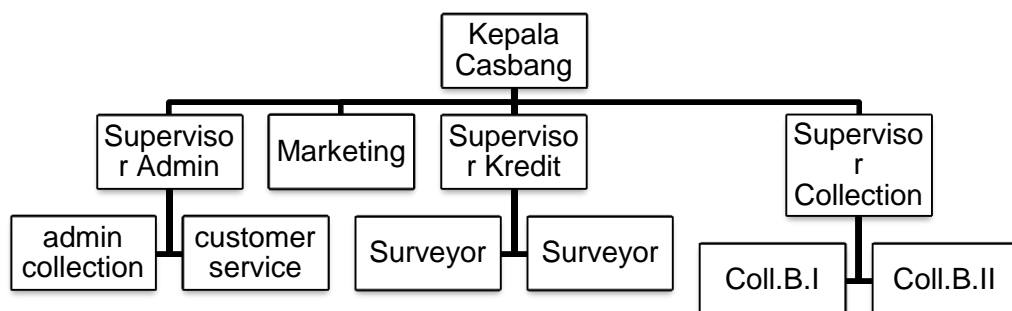 Kepala
Casbang
Superviso
r Admin
Marketing
Superviso
r Kredit
Superviso
r
Collection
admin
collection
customer
service
Surveyor
Surveyor
Coll.B.I
Coll.B.II